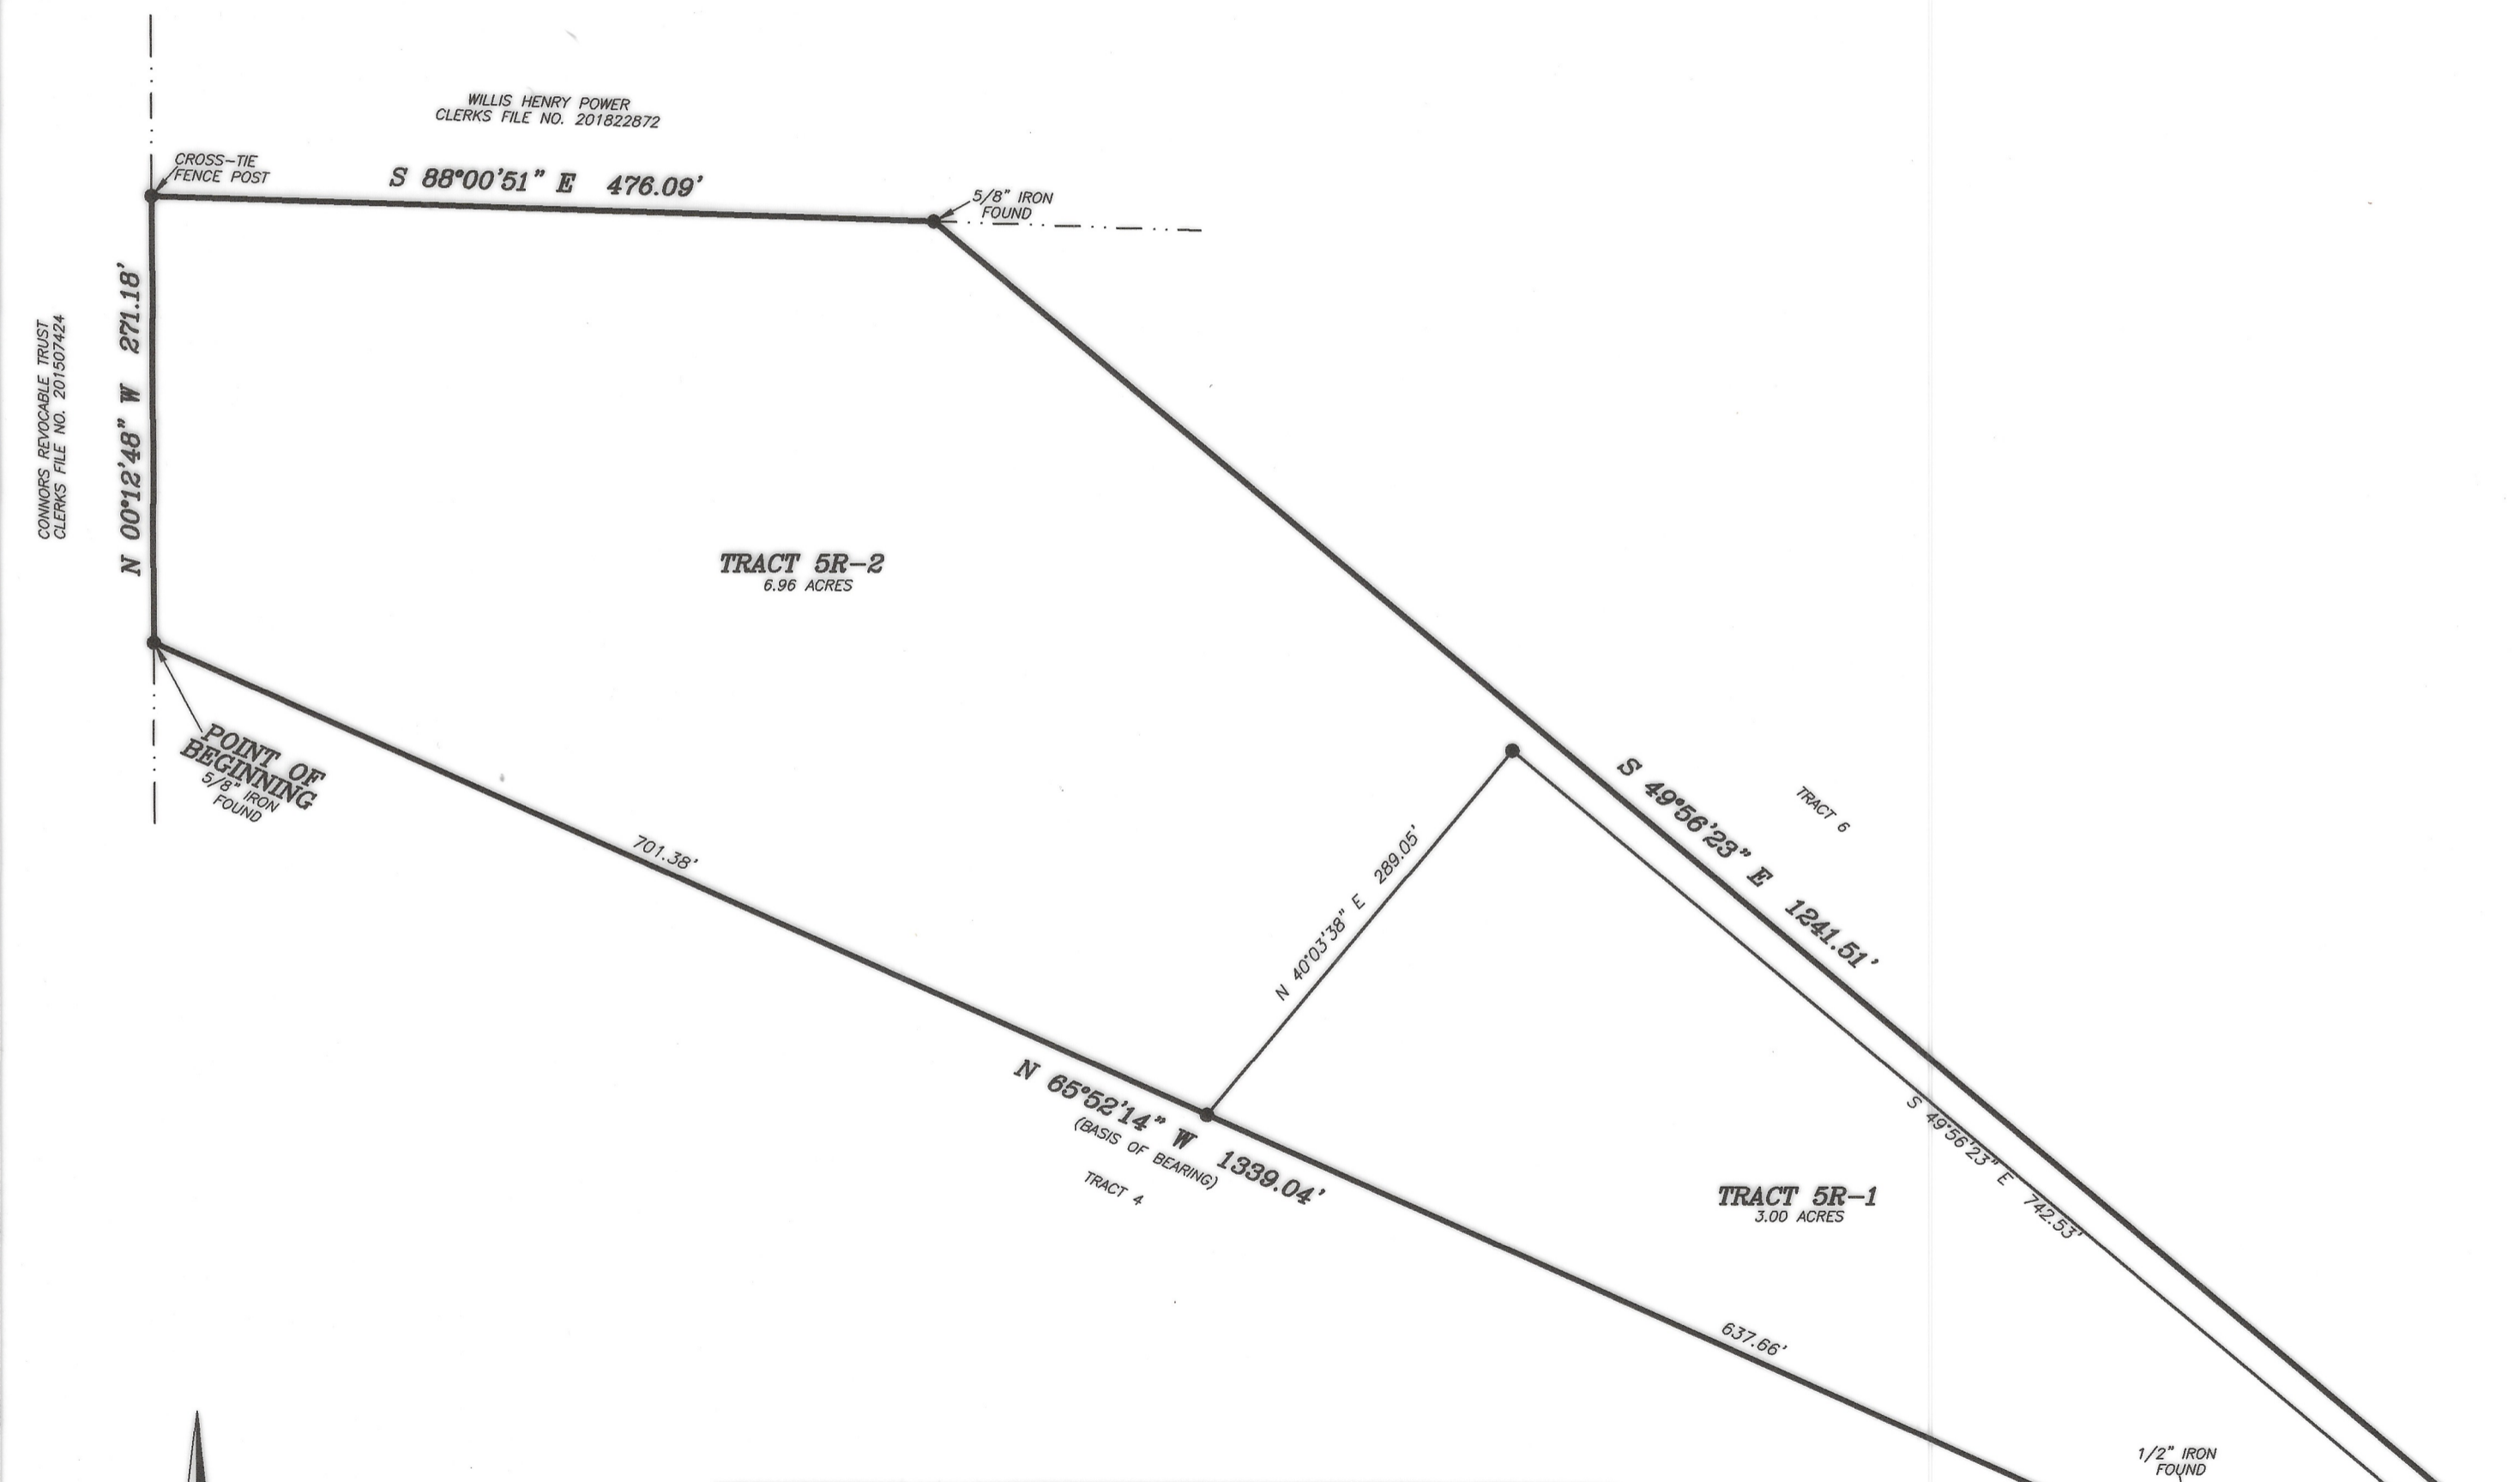 WILLIS HENRY POWER
CLERKS FILE NO. 201822872
CROSS-TIE
FENCE POST
S 88°00'51" E 476.09'
5/8" IRON
FOUND
CONNORS REVOCABLE TRUST
CLERKS FILE NO. 201507424
N 00°12'48" W 271.18'
TRACT 5R-2
6.96 ACRES
POINT OF
BEGINNING
5/8" IRON
FOUND
701.38'
N 40°03'38" E 289.05'
S 49°56'23" E 1241.51'
TRACT 6
N 65°52'14" W 1339.04'
(BASIS OF BEARING)
TRACT 4
S 49°56'23" E 742.53'
TRACT 5R-1
3.00 ACRES
637.66'
1/2" IRON
FOUND